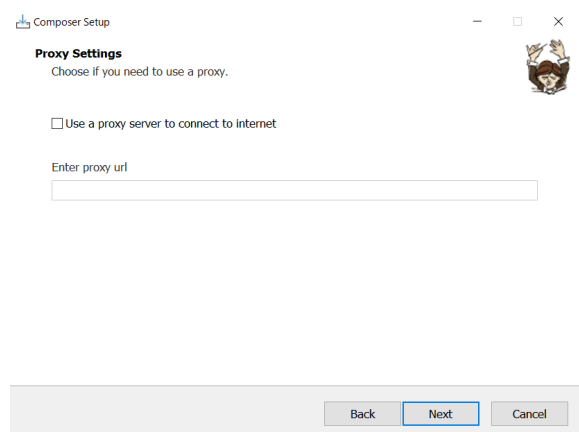 Composer Setup
Proxy Settings
Choose if you need to use a proxy.
Use a proxy server to connect to internet
Enter proxy url
Back
Next
Cancel